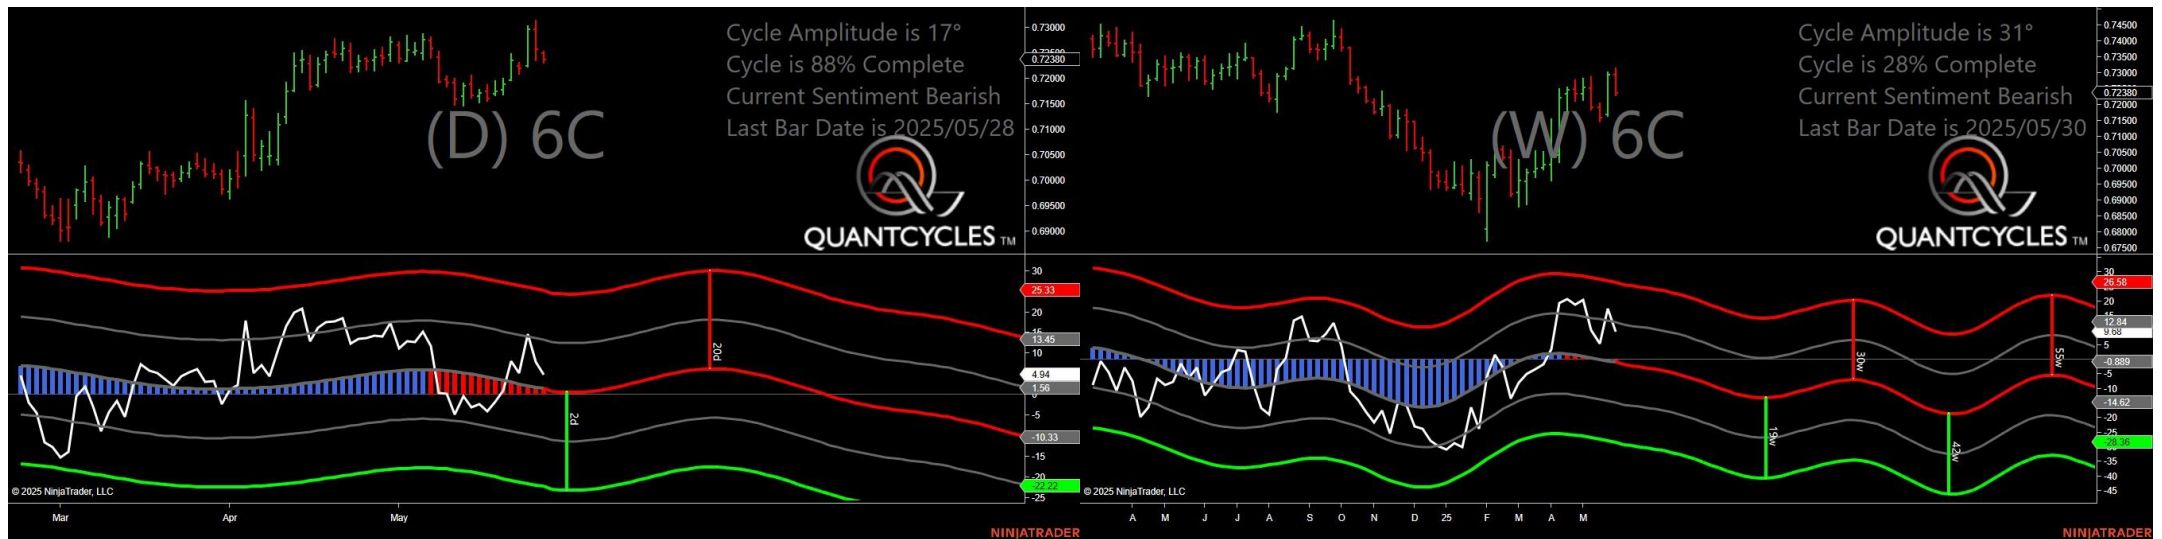 Cycle Amplitude is 17°
Cycle is 88% Complete
Current Sentiment Bearish
Last Bar Date is 2025/05/28
(D) 6C
QUANTCYCLES TM
0.73000
0.72380
0.72000
0.71500
0.71000
0.70500
0.70000
0.69500
0.69000
30
25.33
20
13.45
10
4.94
1.56
-5
-10.33
-15
-22.22
-25
20d
2d
© 2025 NinjaTrader, LLC
Mar
Apr
May
NINJATRADER
Cycle Amplitude is 31°
Cycle is 28% Complete
Current Sentiment Bearish
Last Bar Date is 2025/05/30
(W) 6C
QUANTCYCLES TM
0.74500
0.74000
0.73500
0.73000
0.72380
0.72000
0.71500
0.71000
0.70500
0.70000
0.69500
0.69000
0.68500
0.68000
0.67500
30
26.58
20
12.84
9.68
5
-0.889
-5
-10
-14.62
-20
-25
-28.36
-35
-40
-45
30w
55w
19w
42w
© 2025 NinjaTrader, LLC
A M J J A S O N D 25 F M A M
NINJATRADER